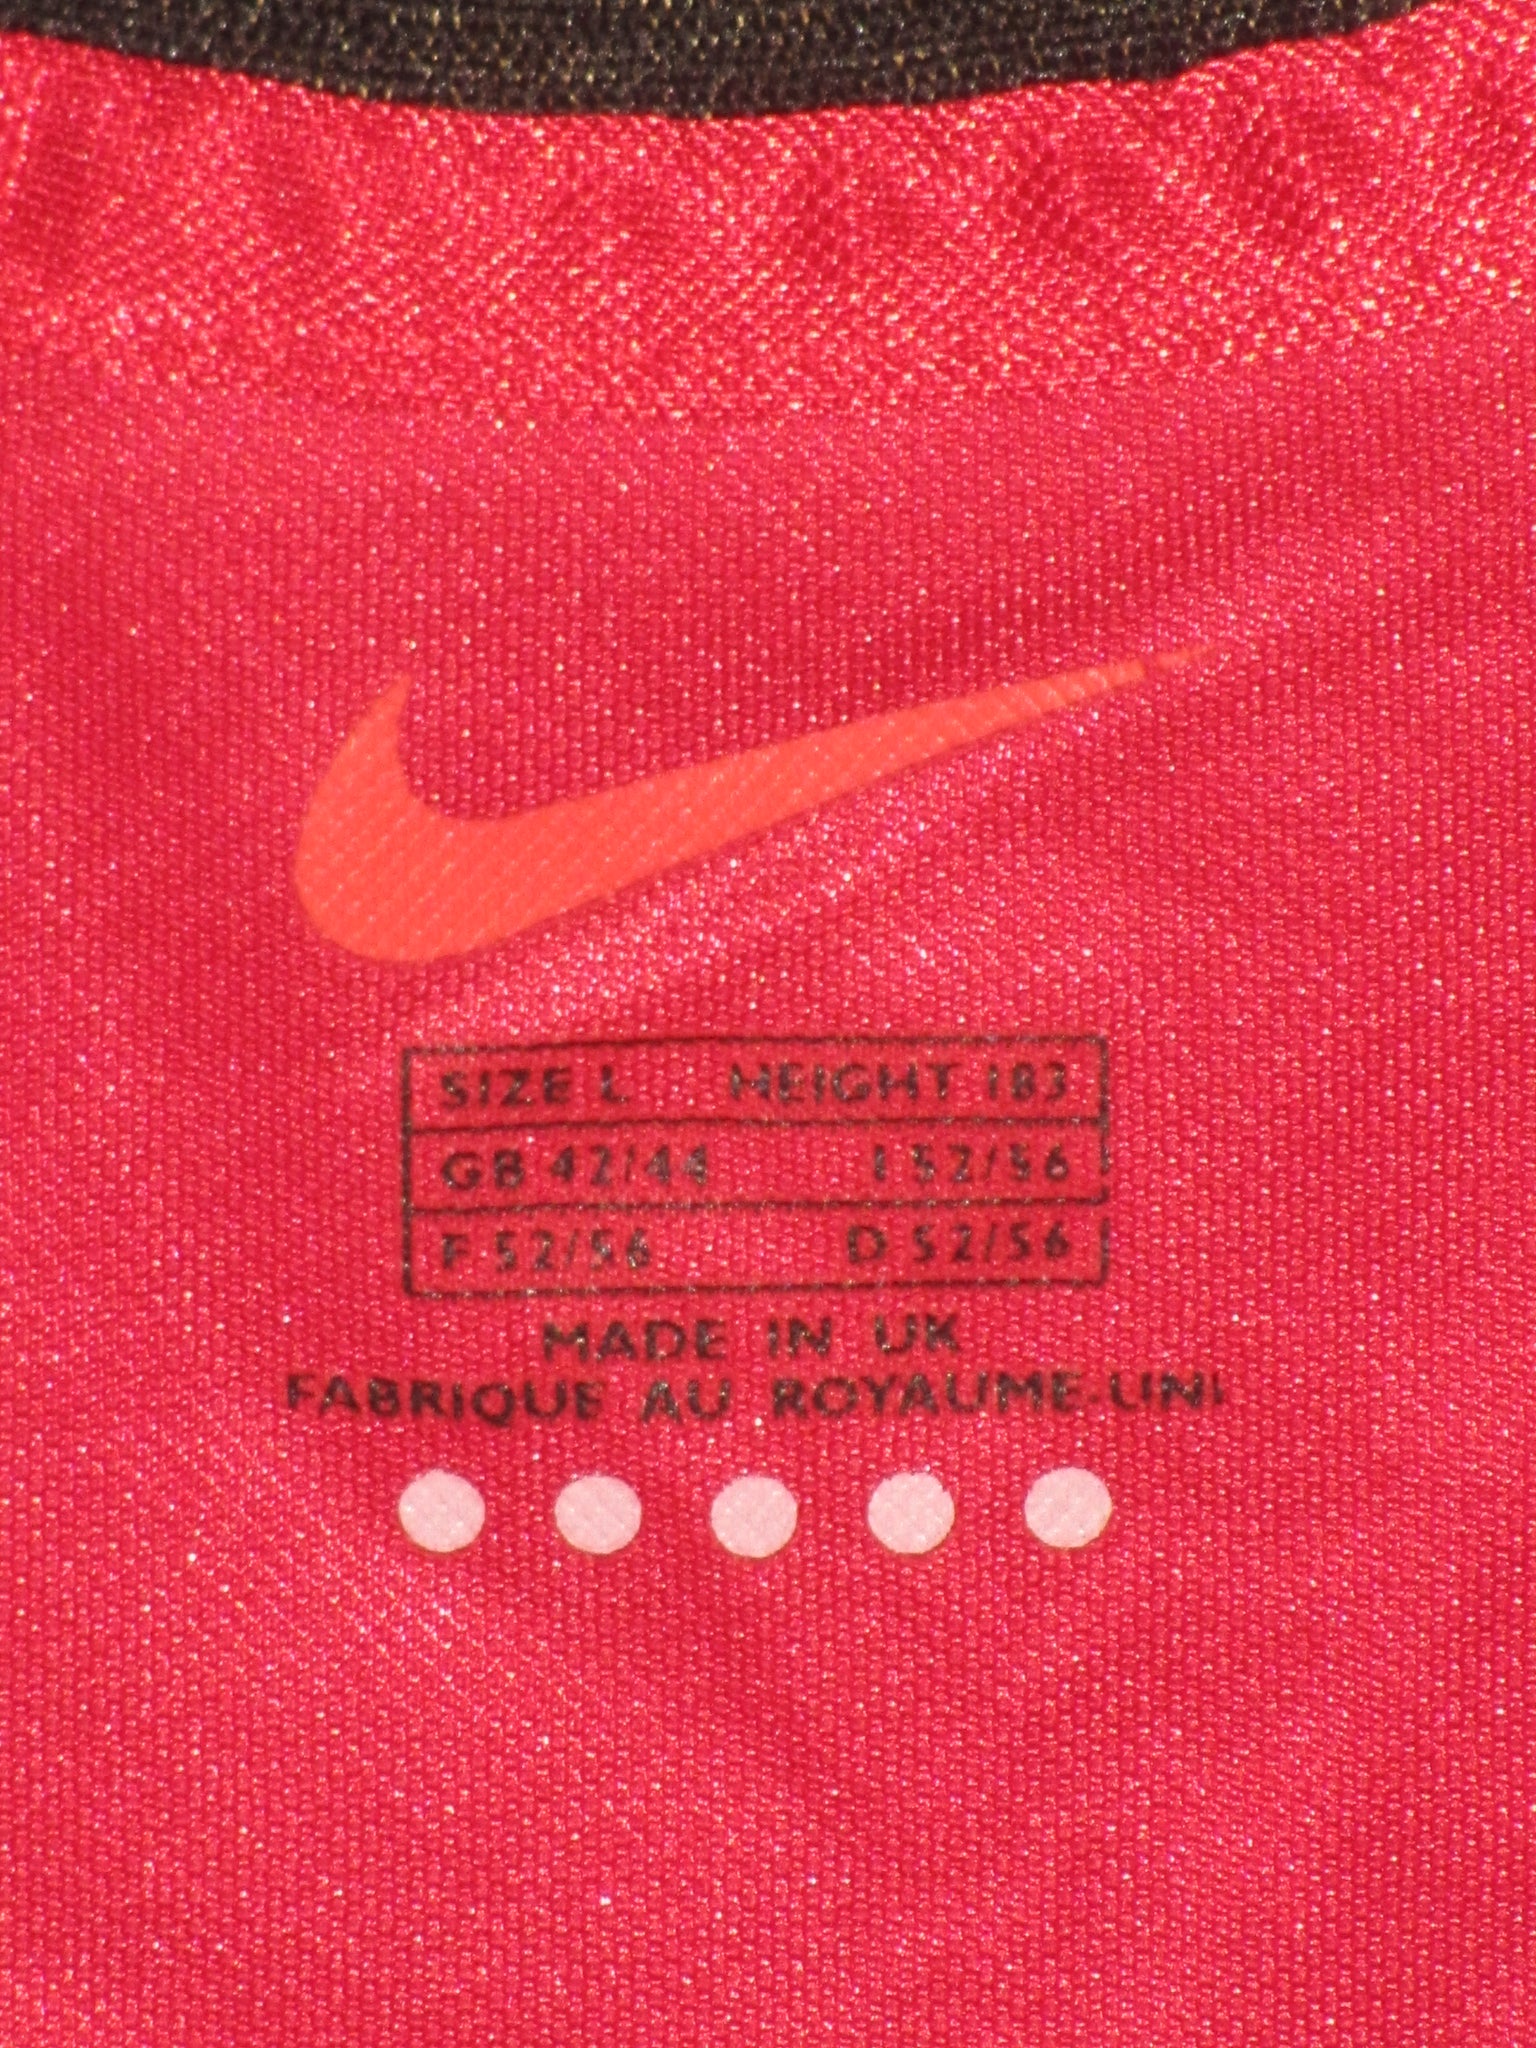 SIZE L HEIGHT 183
GB 42/44 I 52/56
F 52/56 D 52/56
MADE IN UK
FABRIQUE AU ROYAUME-UNI